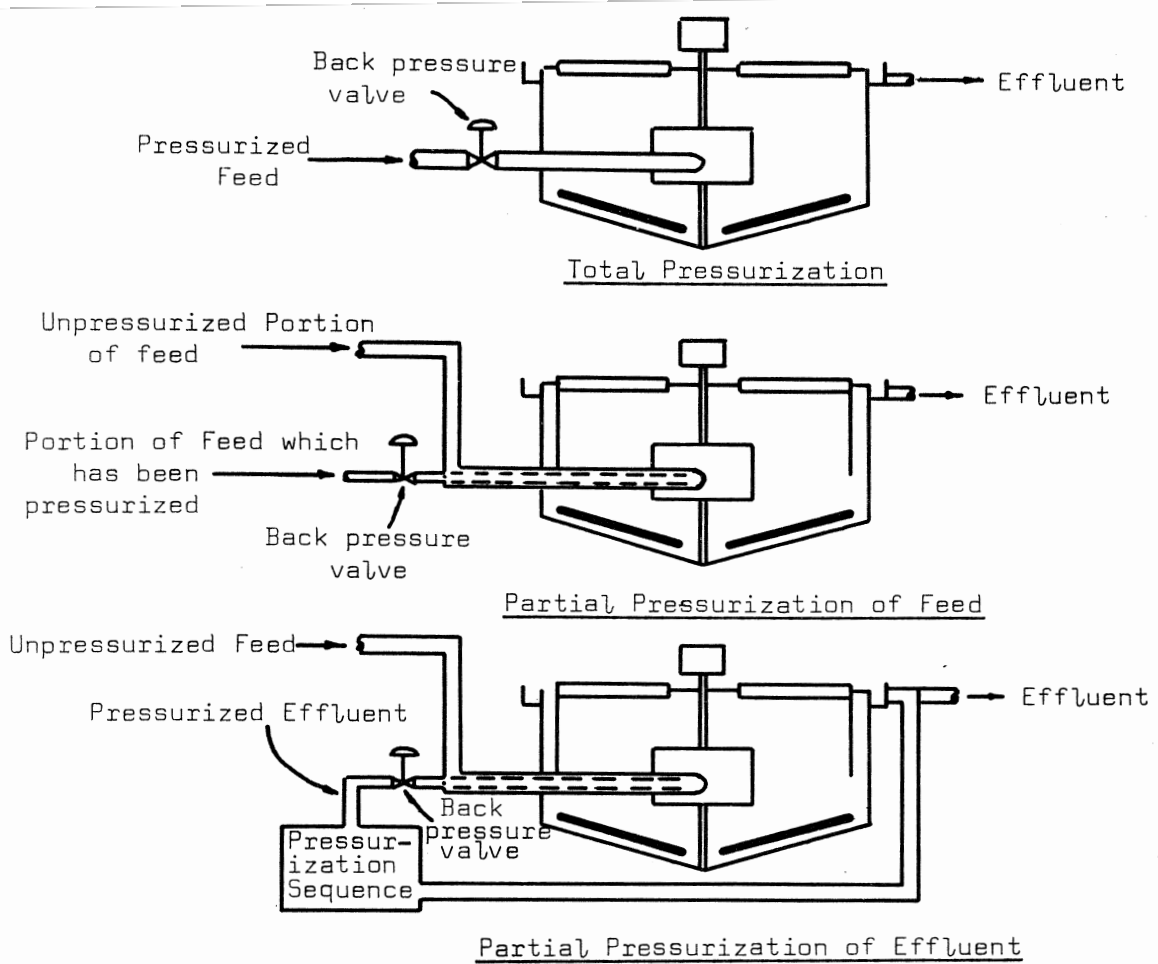 Back pressure
valve
Effluent
Pressurized
Feed
Total Pressurization
Unpressurized Portion
of feed
Effluent
Portion of Feed which
has been
pressurized
Back pressure
valve
Partial Pressurization of Feed
Unpressurized Feed
Effluent
Pressurized Effluent
Back
pressure
valve
Pressur-
ization
Sequence
Partial Pressurization of Effluent